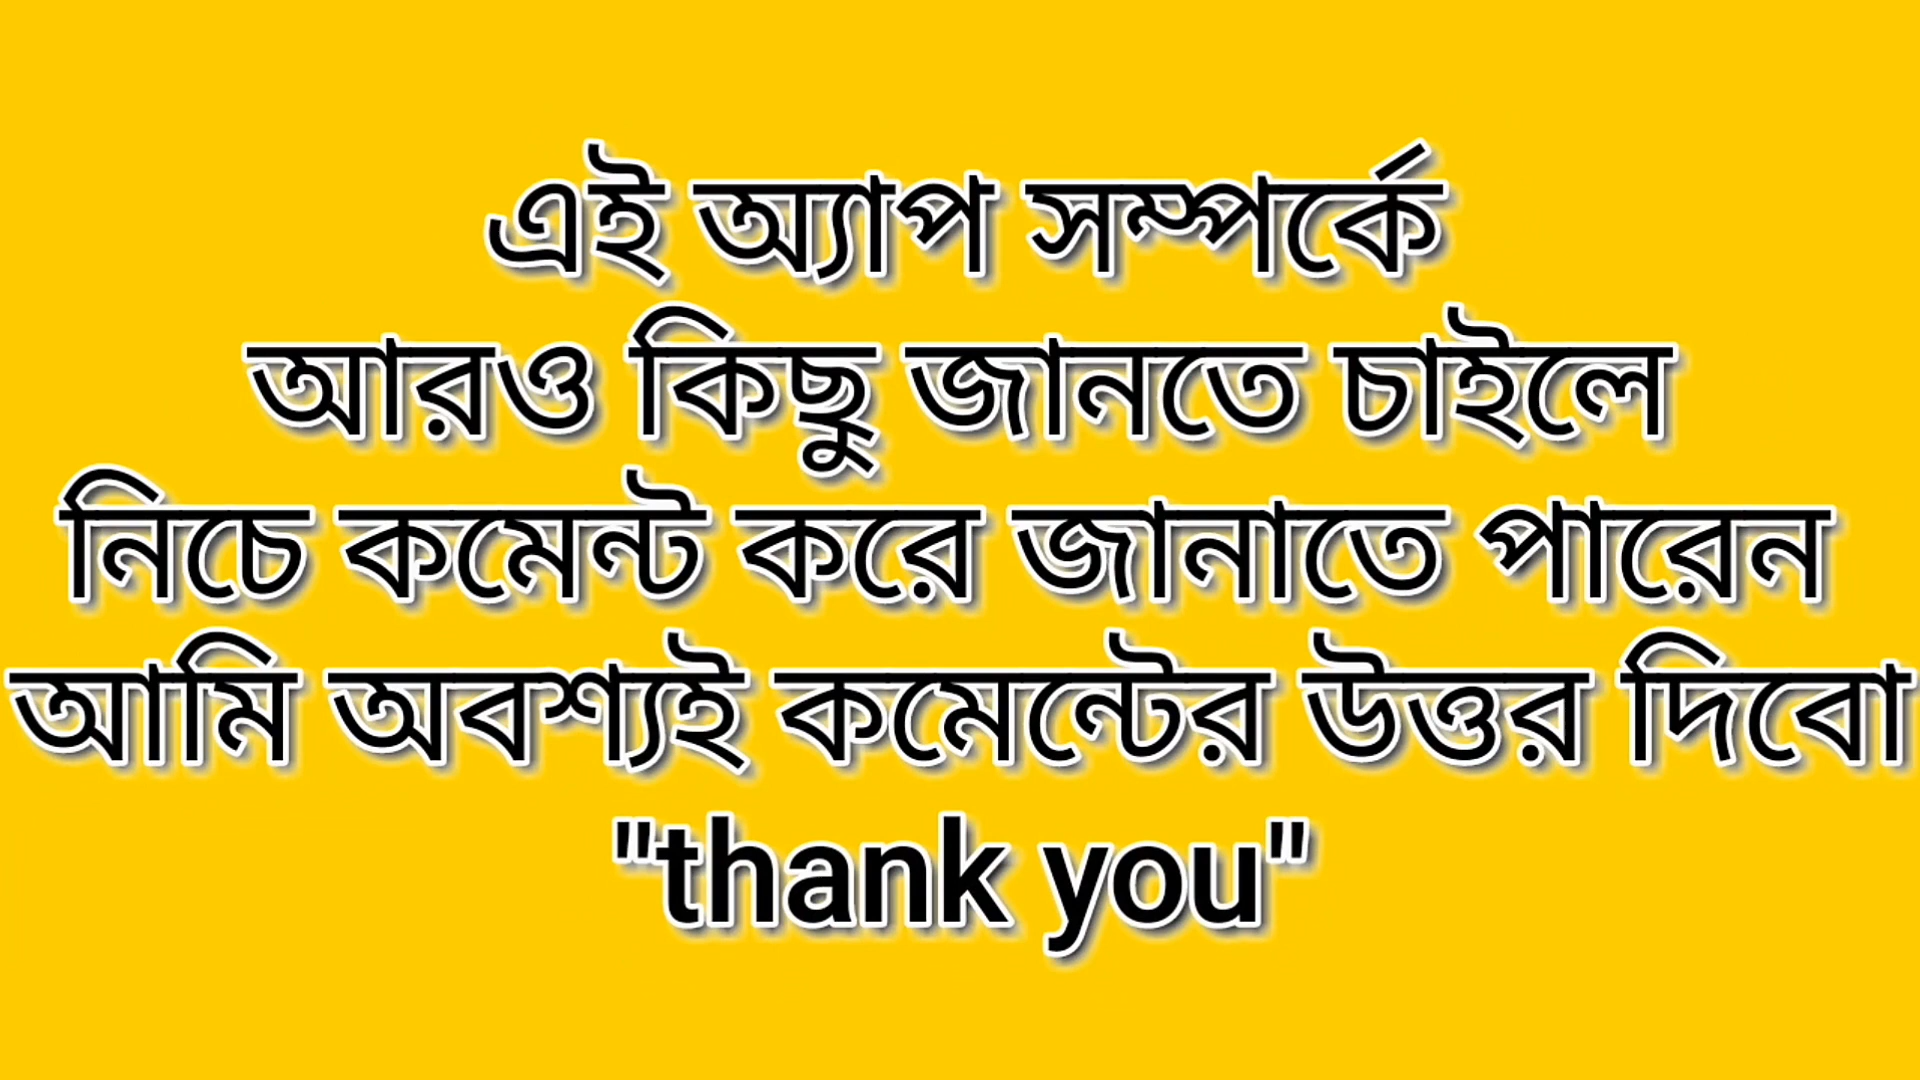 এই অ্যাপ সম্পর্কে
আরও কিছু জানতে চাইলে
নিচে কমেন্ট করে জানাতে পারেন
আমি অবশ্যই কমেন্টের উত্তর দিবো
"thank you"